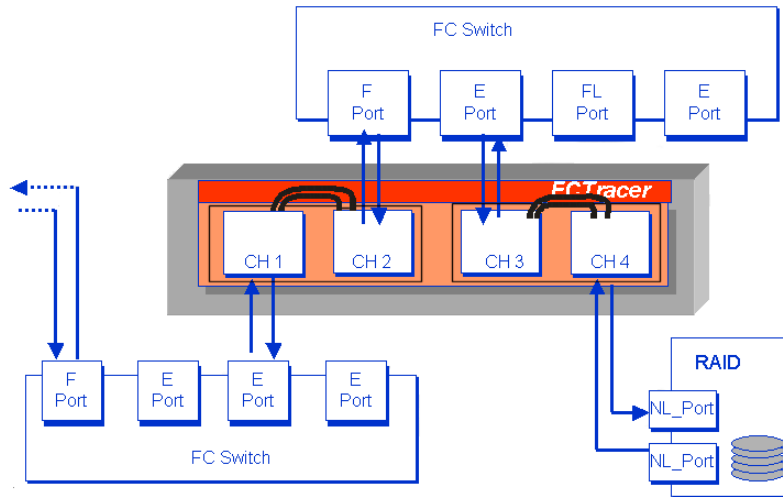 FC Switch
F
Port
E
Port
FL
Port
E
Port
FCTracer
CH 1
CH 2
CH 3
CH 4
F
Port
E
Port
E
Port
E
Port
FC Switch
RAID
NL_Port
NL_Port